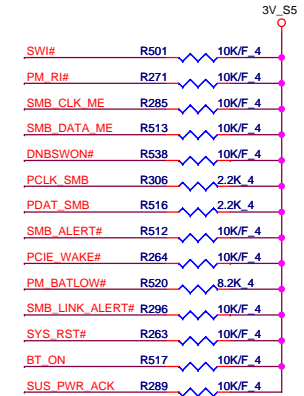 3V_S5
SWI# R501 10K/F_4
PM_RI# R271 10K/F_4
SMB_CLK_ME R285 10K/F_4
SMB_DATA_ME R513 10K/F_4
DNBSWON# R538 10K/F_4
PCLK_SMB R306 2.2K_4
PDAT_SMB R516 2.2K_4
SMB_ALERT# R512 10K/F_4
PCIE_WAKE# R264 10K/F_4
PM_BATLOW# R520 8.2K_4
SMB_LINK_ALERT# R296 10K/F_4
SYS_RST# R263 10K/F_4
BT_ON R517 10K/F_4
SUS_PWR_ACK R289 10K/F_4